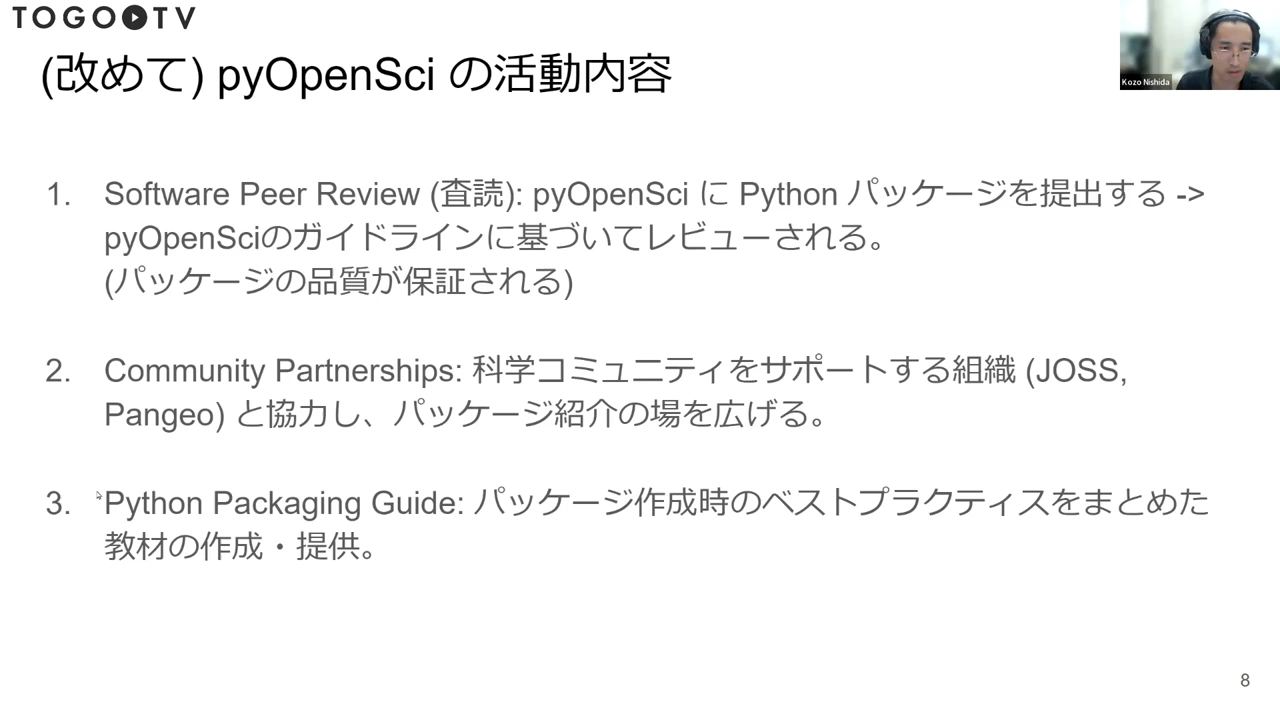 TOGO TV
(改めて) pyOpenSci の活動内容
Kozo Nishida
1. Software Peer Review (査読): pyOpenSci に Python パッケージを提出する ->
pyOpenSciのガイドラインに基づいてレビューされる。
(パッケージの品質が保証される)
2. Community Partnerships: 科学コミュニティをサポートする組織 (JOSS,
Pangeo) と協力し、パッケージ紹介の場を広げる。
3. Python Packaging Guide: パッケージ作成時のベストプラクティスをまとめた
教材の作成・提供。
8